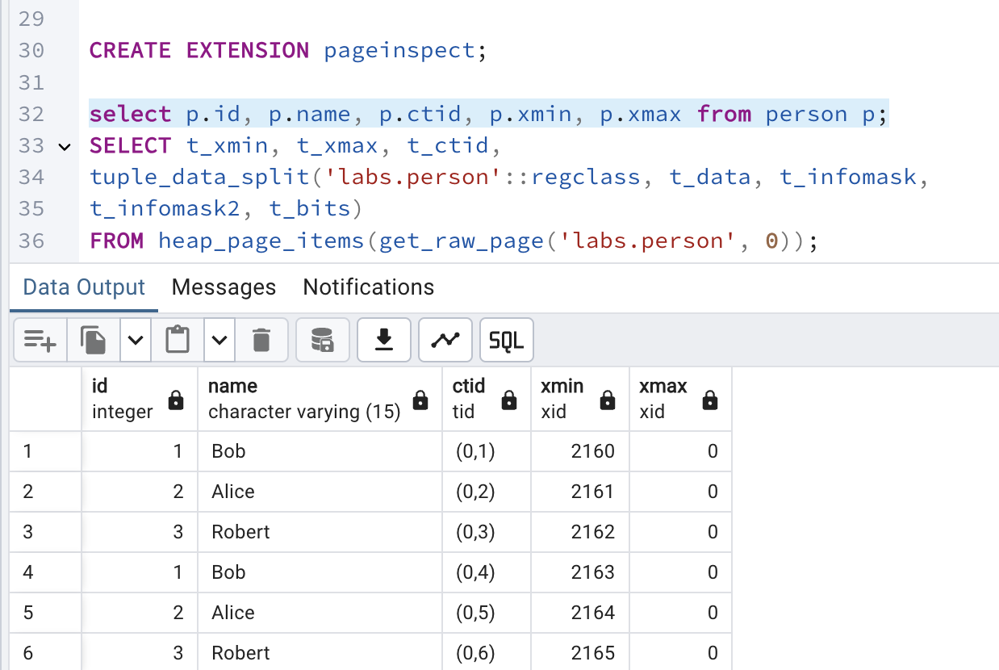 29
30 CREATE EXTENSION pageinspect;
31
32 select p.id, p.name, p.ctid, p.xmin, p.xmax from person p;
33 SELECT t_xmin, t_xmax, t_ctid,
34 tuple_data_split('labs.person'::regclass, t_data, t_infomask,
35 t_infomask2, t_bits)
36 FROM heap_page_items(get_raw_page('labs.person', 0));
Data Output Messages Notifications
SQL
id name ctid xmin xmax
integer character varying (15) tid xid xid
1 1 Bob (0,1) 2160 0
2 2 Alice (0,2) 2161 0
3 3 Robert (0,3) 2162 0
4 1 Bob (0,4) 2163 0
5 2 Alice (0,5) 2164 0
6 3 Robert (0,6) 2165 0